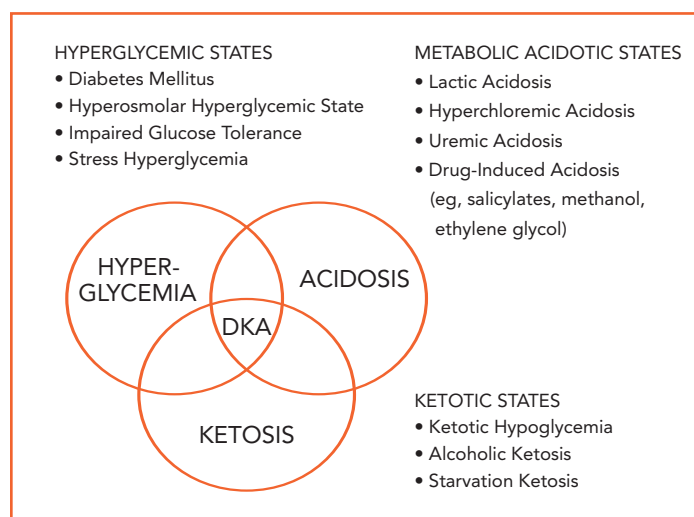 HYPERGLYCEMIC STATES
• Diabetes Mellitus
• Hyperosmolar Hyperglycemic State
• Impaired Glucose Tolerance
• Stress Hyperglycemia
METABOLIC ACIDOTIC STATES
• Lactic Acidosis
• Hyperchloremic Acidosis
• Uremic Acidosis
• Drug-Induced Acidosis
(eg, salicylates, methanol,
ethylene glycol)
HYPER-
GLYCEMIA
ACIDOSIS
DKA
KETOSIS
KETOTIC STATES
• Ketotic Hypoglycemia
• Alcoholic Ketosis
• Starvation Ketosis